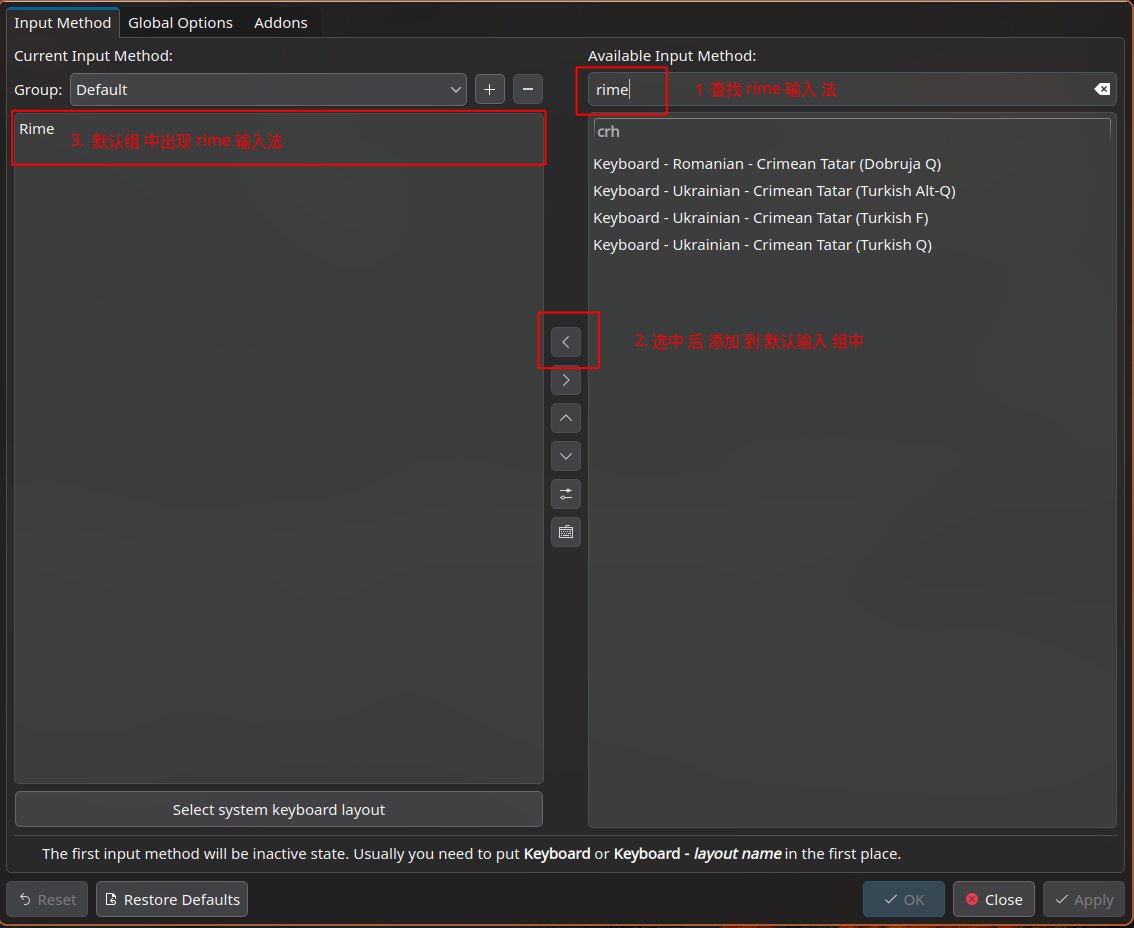 Input Method Global Options Addons
Current Input Method:
Available Input Method:
Group: Default
rime
1 查找 rime 输入 法
Rime
3. 默认组 中出现 rime 输入法
crh
Keyboard - Romanian - Crimean Tatar (Dobruja Q)
Keyboard - Ukrainian - Crimean Tatar (Turkish Alt-Q)
Keyboard - Ukrainian - Crimean Tatar (Turkish F)
Keyboard - Ukrainian - Crimean Tatar (Turkish Q)
2. 选中 后 添加 到 默认输入 组中
Select system keyboard layout
The first input method will be inactive state. Usually you need to put Keyboard or Keyboard - layout name in the first place.
Reset Restore Defaults OK Close Apply